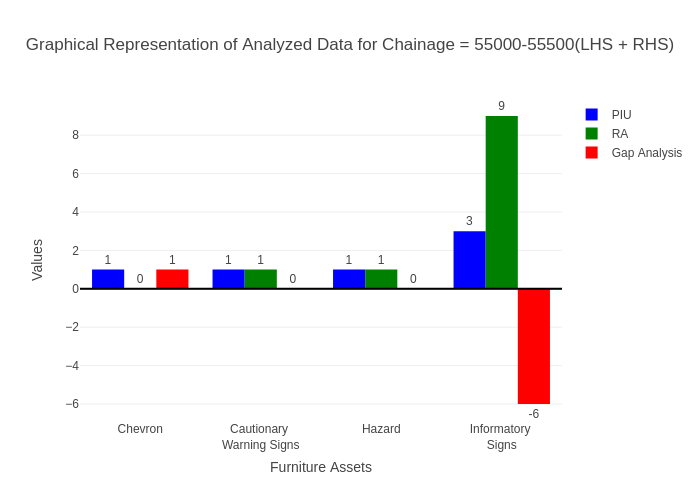 Graphical Representation of Analyzed Data for Chainage = 55000-55500(LHS + RHS)
PIU
RA
Gap Analysis
Values
8
6
4
2
0
−2
−4
−6
1
0
1
1
1
0
1
1
0
3
9
-6
Chevron
Cautionary
Warning Signs
Hazard
Informatory
Signs
Furniture Assets